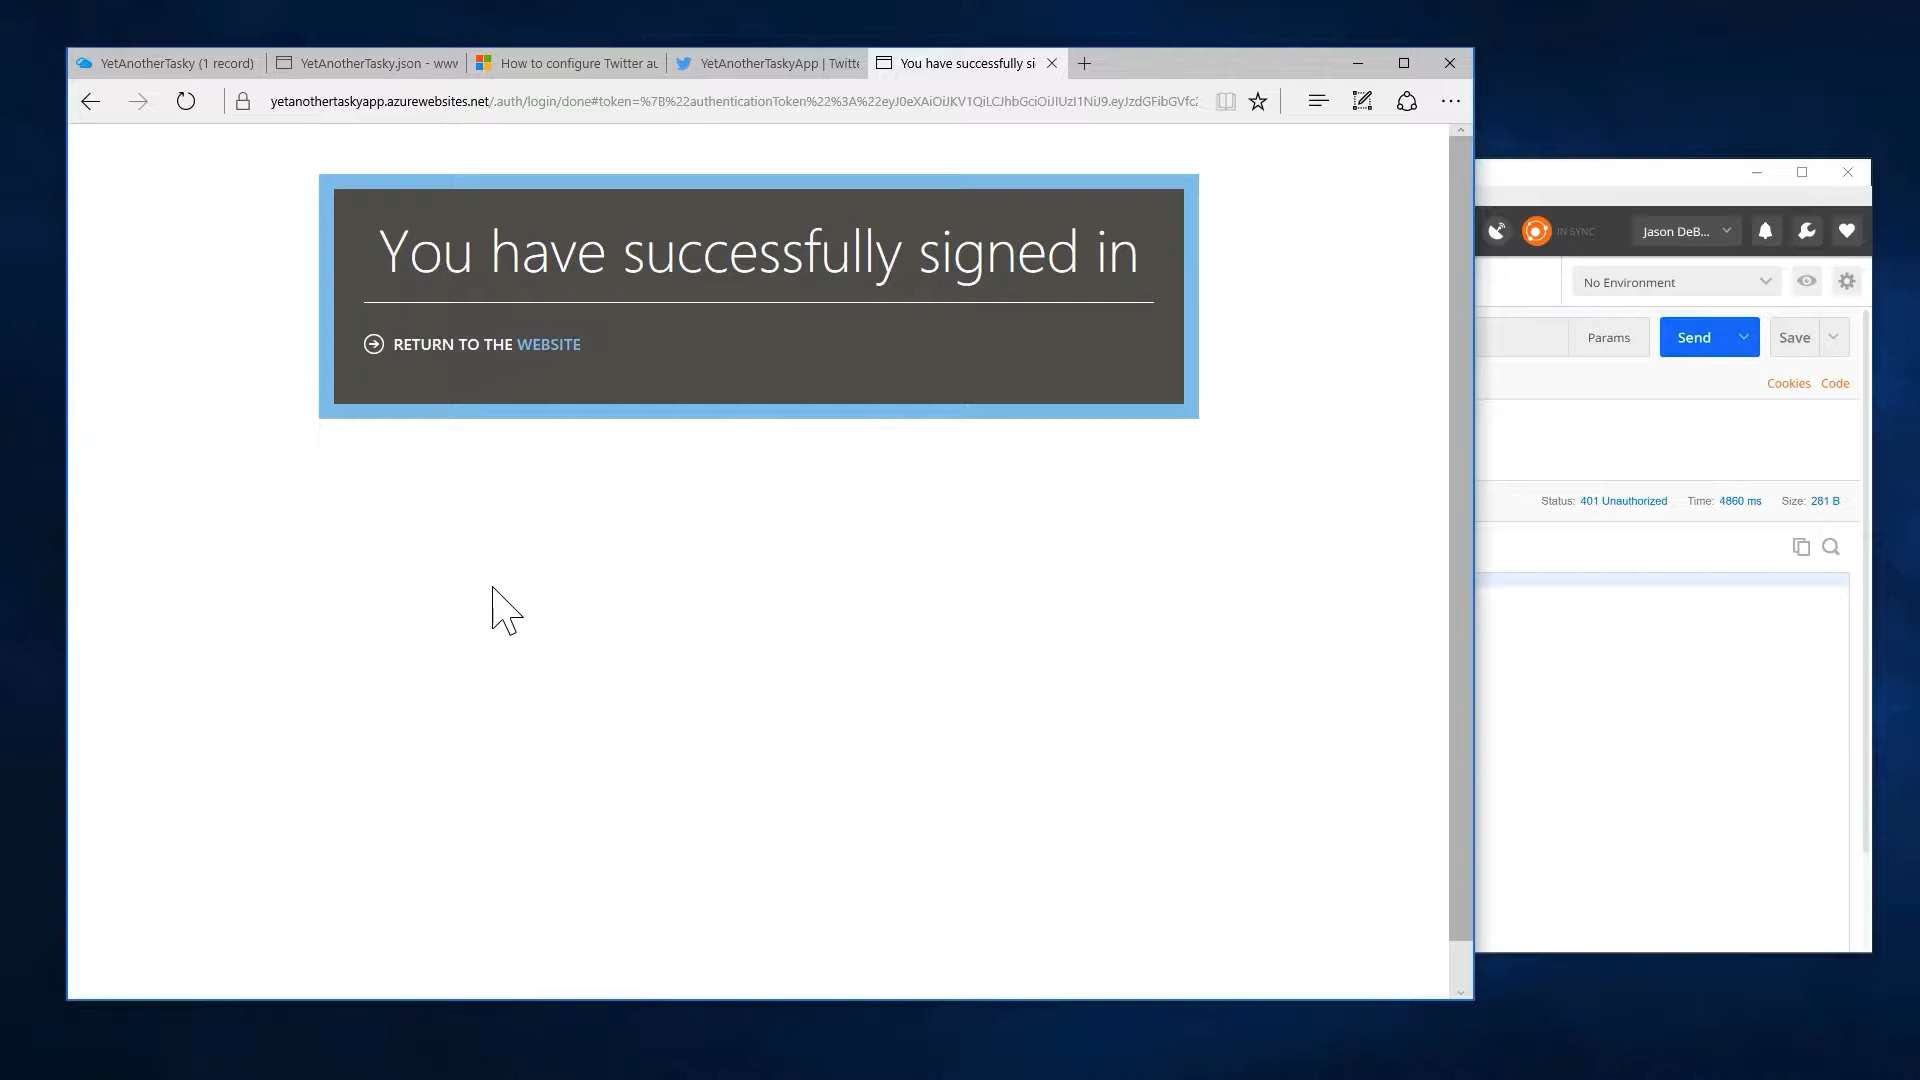 YetAnotherTasky (1 record)
YetAnotherTasky.json - www
How to configure Twitter au
YetAnotherTaskyApp | Twitte
You have successfully si
yetanothertaskyapp.azurewebsites.net/.auth/login/done#token=%7B%22authenticationToken%22%3A%22eyJ0eXAiOiJKV1QiLCJhbGciOiJIUzI1NiJ9.eyJzdGFibGVfc2
You have successfully signed in
RETURN TO THE WEBSITE
IN SYNC
Jason DeB...
No Environment
Params
Send
Save
Cookies
Code
Status: 401 Unauthorized
Time: 4860 ms
Size: 281 B